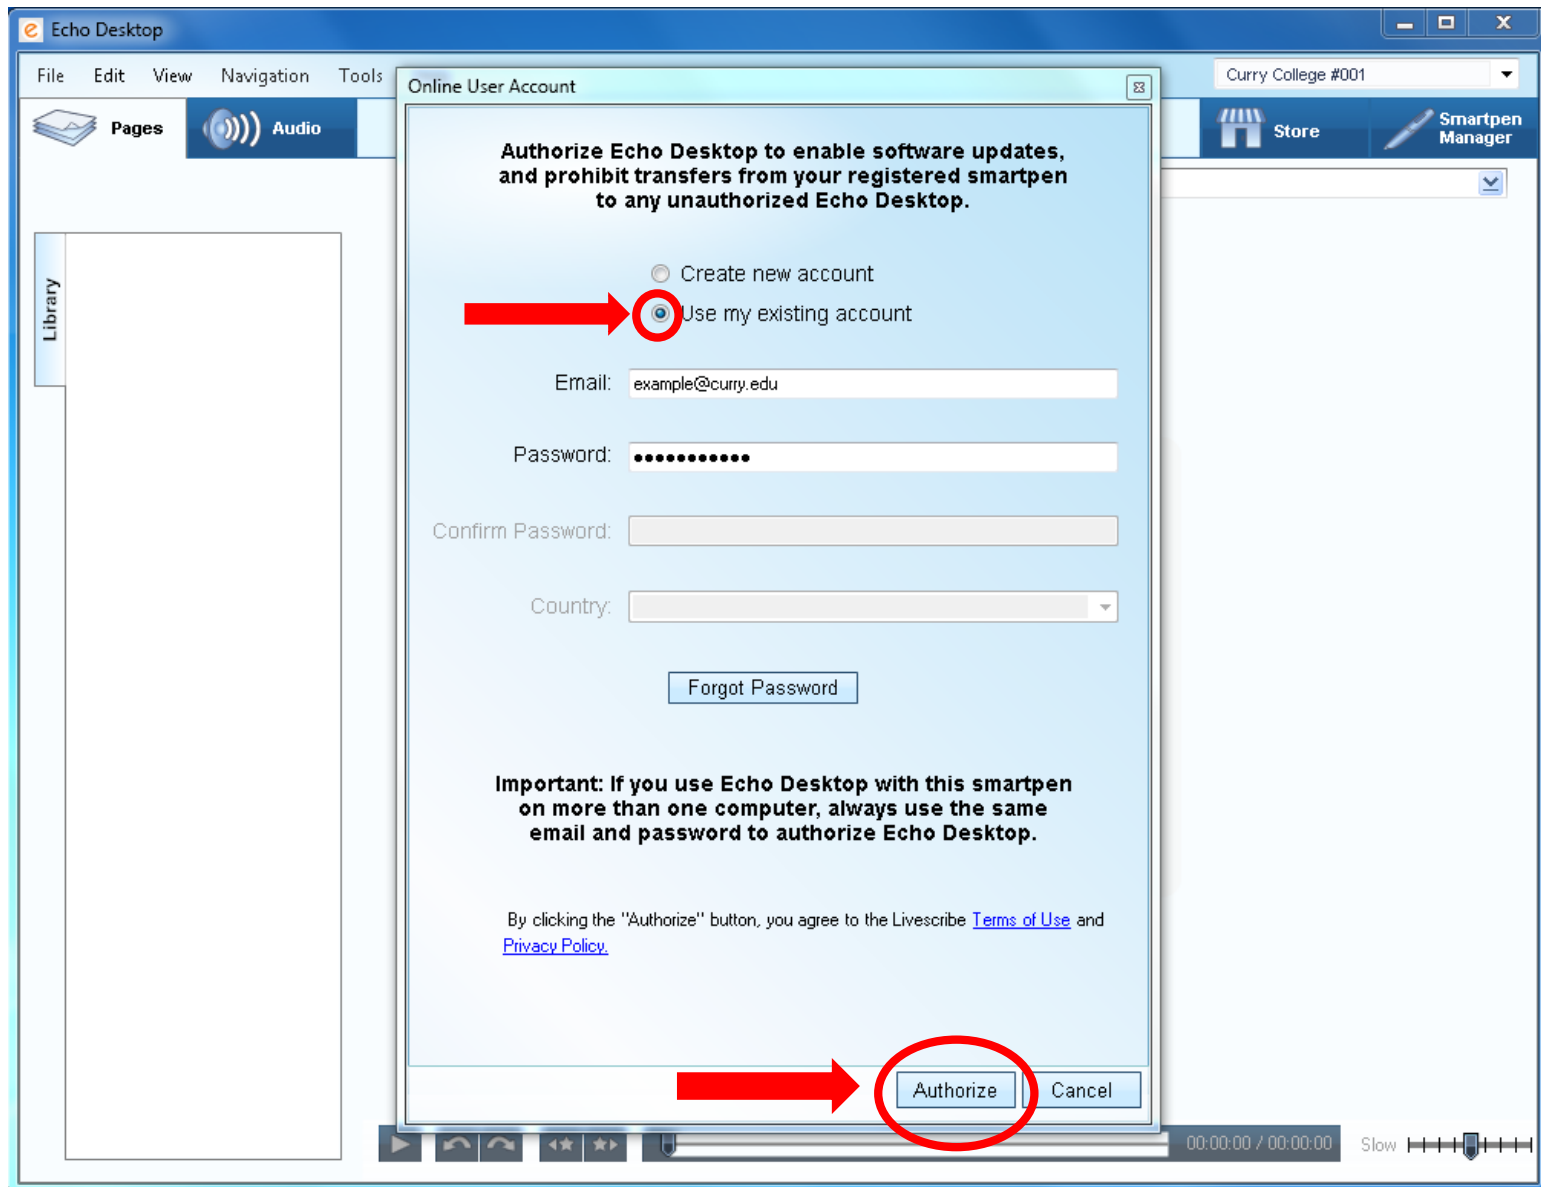 Echo Desktop
File Edit View Navigation Tools
Curry College #001
Pages
Audio
Store
Smartpen
Manager
Library
Online User Account
Authorize Echo Desktop to enable software updates,
and prohibit transfers from your registered smartpen
to any unauthorized Echo Desktop.
Create new account
Use my existing account
Email: example@curry.edu
Password: •••••••••••
Confirm Password:
Country:
Forgot Password
Important: If you use Echo Desktop with this smartpen
on more than one computer, always use the same
email and password to authorize Echo Desktop.
By clicking the "Authorize" button, you agree to the Livescribe Terms of Use and
Privacy Policy.
Authorize
Cancel
00:00:00 / 00:00:00
Slow